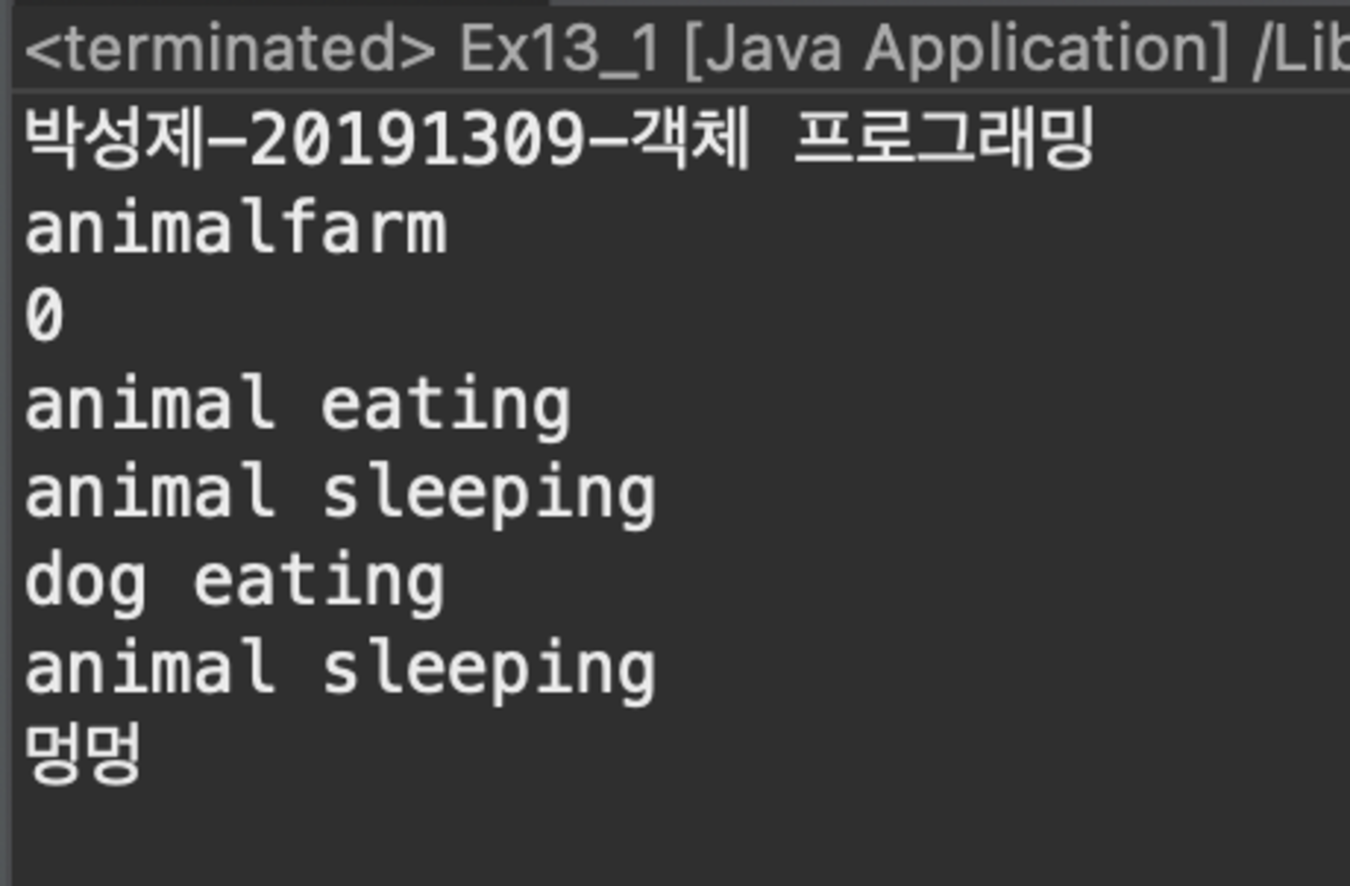 <terminated> Ex13_1 [Java Application] /Lib
박성제-20191309-객체 프로그래밍
animalfarm
0
animal eating
animal sleeping
dog eating
animal sleeping
멍멍